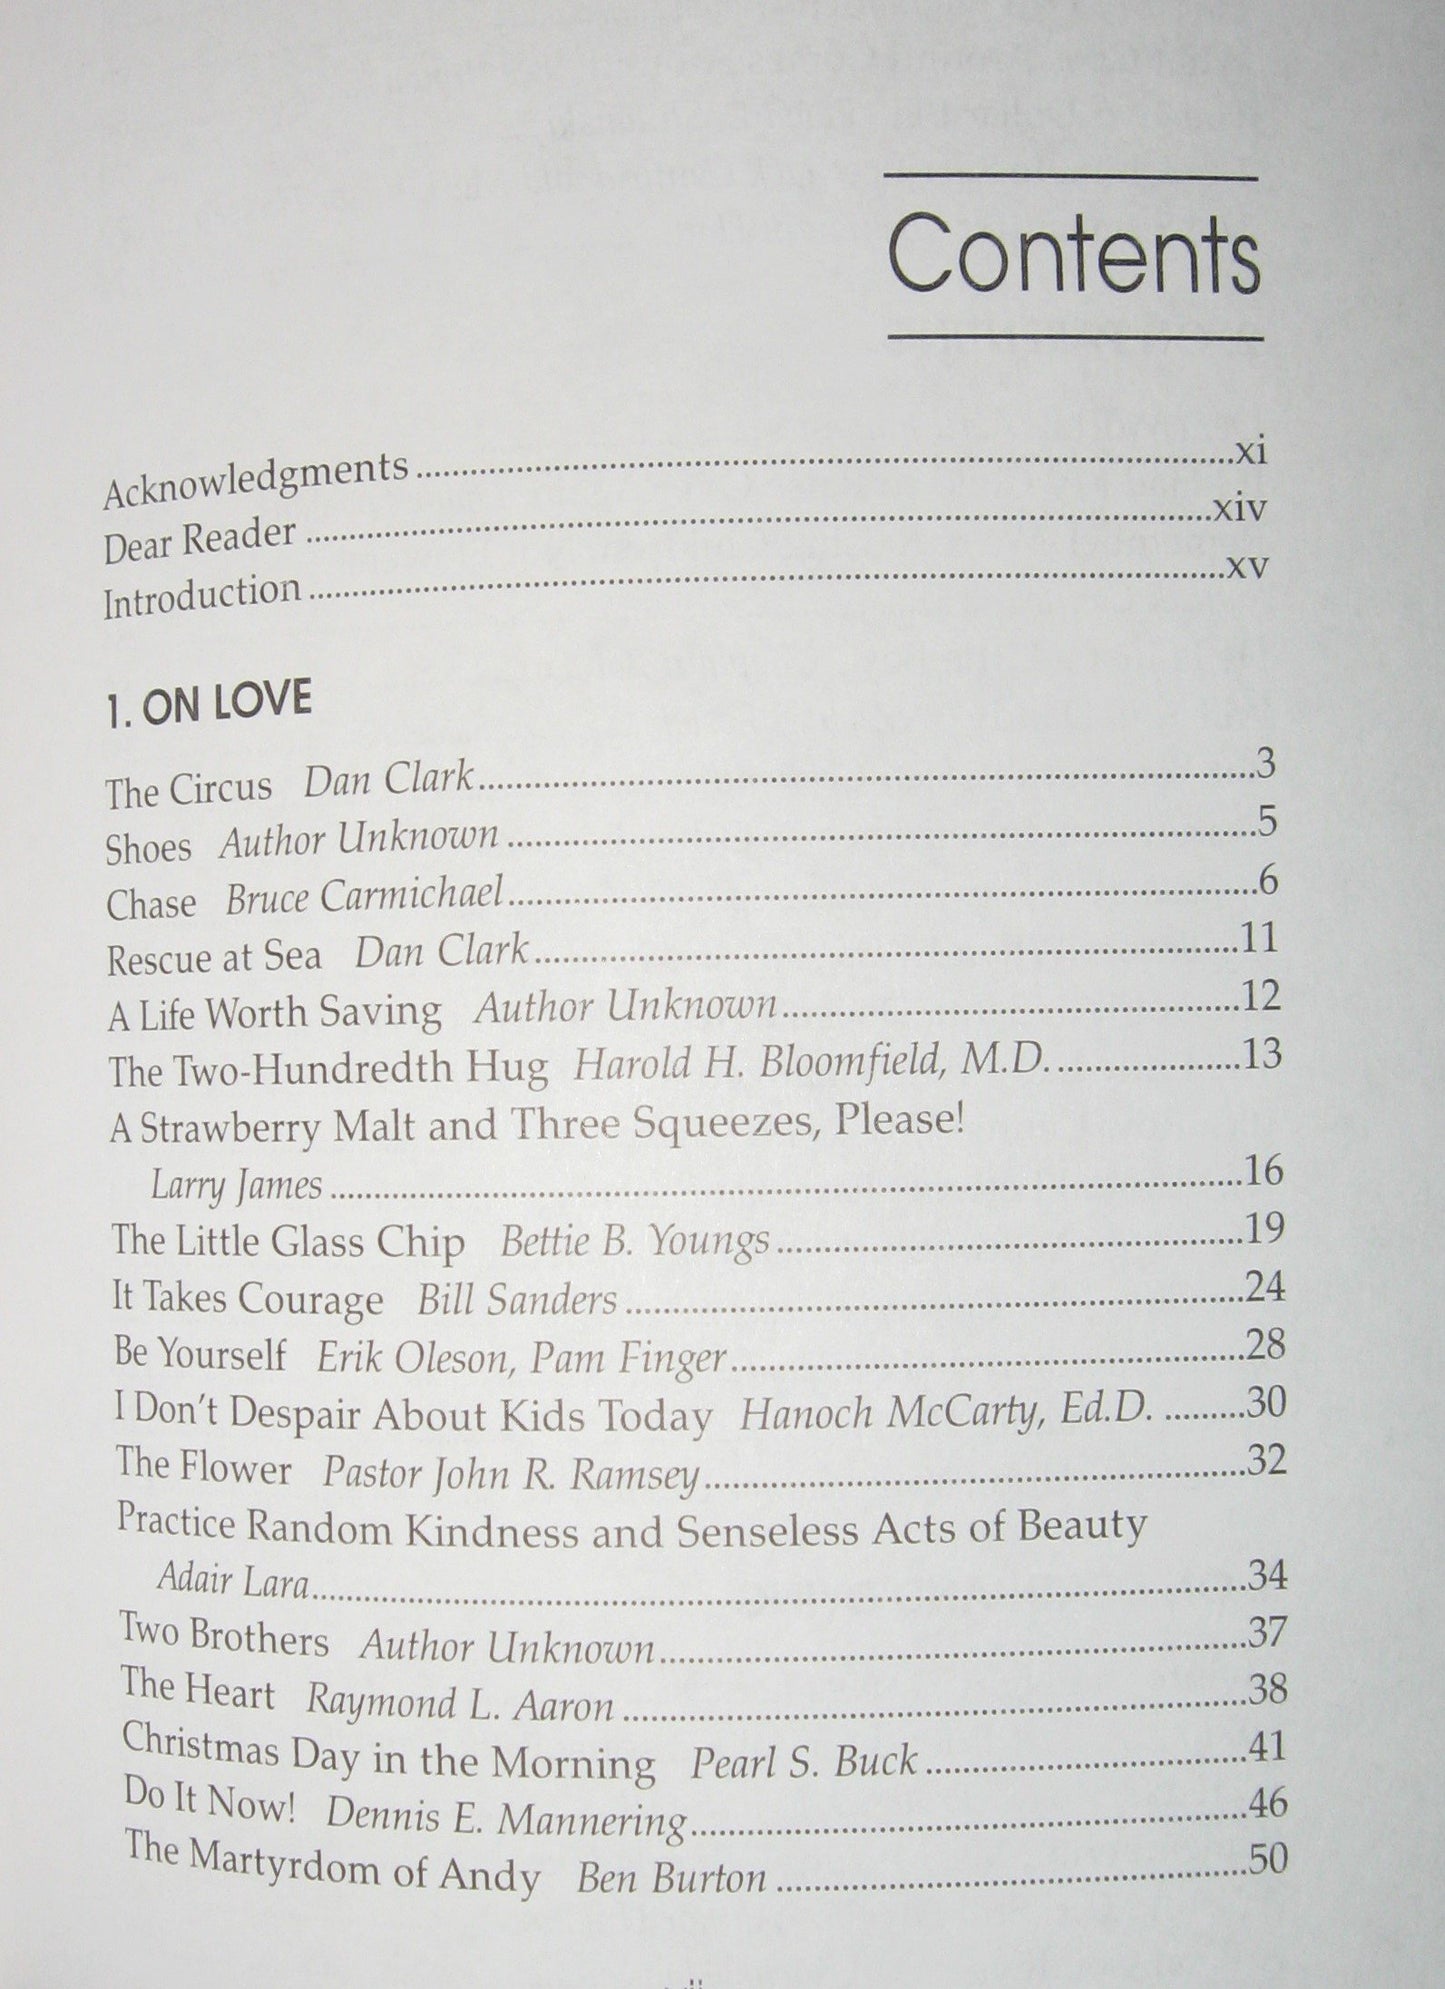 Contents
Acknowledgments ..........xi
Dear Reader ..........xiv
Introduction ..........xv
1. ON LOVE
The Circus Dan Clark ..........3
Shoes Author Unknown ..........5
Chase Bruce Carmichael ..........6
Rescue at Sea Dan Clark ..........11
A Life Worth Saving Author Unknown ..........12
The Two-Hundredth Hug Harold H. Bloomfield, M.D. ..........13
A Strawberry Malt and Three Squeezes, Please!
Larry James ..........16
The Little Glass Chip Bettie B. Youngs ..........19
It Takes Courage Bill Sanders ..........24
Be Yourself Erik Oleson, Pam Finger ..........28
I Don't Despair About Kids Today Hanoch McCarty, Ed.D. ..........30
The Flower Pastor John R. Ramsey ..........32
Practice Random Kindness and Senseless Acts of Beauty
Adair Lara ..........34
Two Brothers Author Unknown ..........37
The Heart Raymond L. Aaron ..........38
Christmas Day in the Morning Pearl S. Buck ..........41
Do It Now! Dennis E. Mannering ..........46
The Martyrdom of Andy Ben Burton ..........50